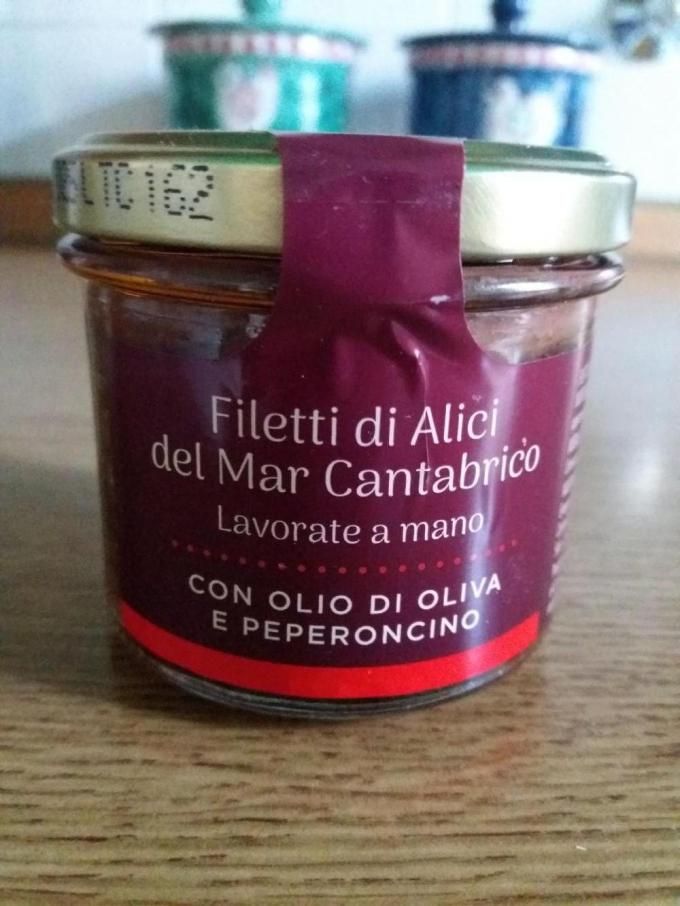 LTC162
Filetti di Alici
del Mar Cantabrico
Lavorate a mano
CON OLIO DI OLIVA
E PEPERONCINO